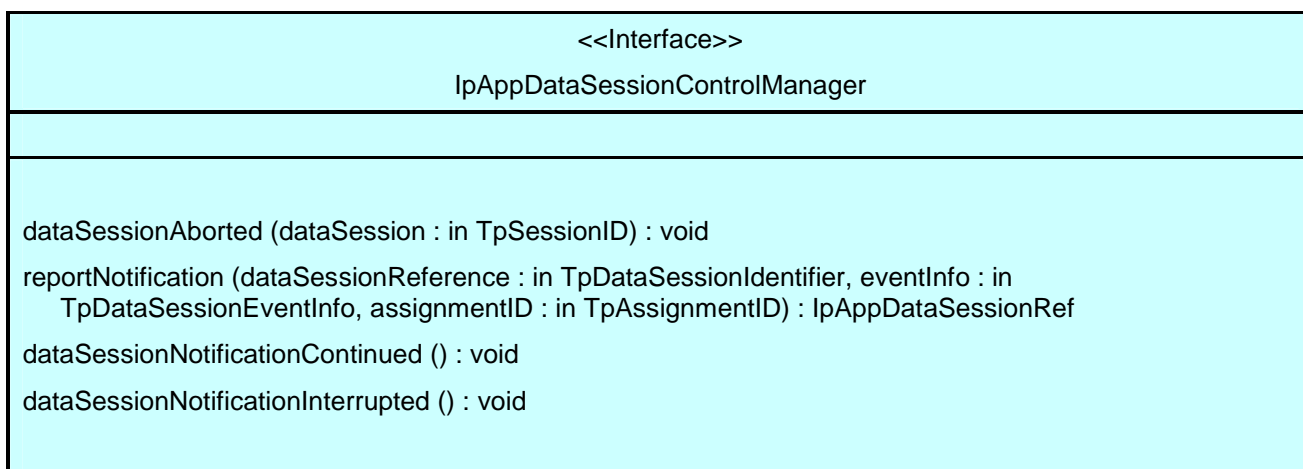 <<Interface>>
IpAppDataSessionControlManager
dataSessionAborted (dataSession : in TpSessionID) : void
reportNotification (dataSessionReference : in TpDataSessionIdentifier, eventInfo : in
TpDataSessionEventInfo, assignmentID : in TpAssignmentID) : IpAppDataSessionRef
dataSessionNotificationContinued () : void
dataSessionNotificationInterrupted () : void